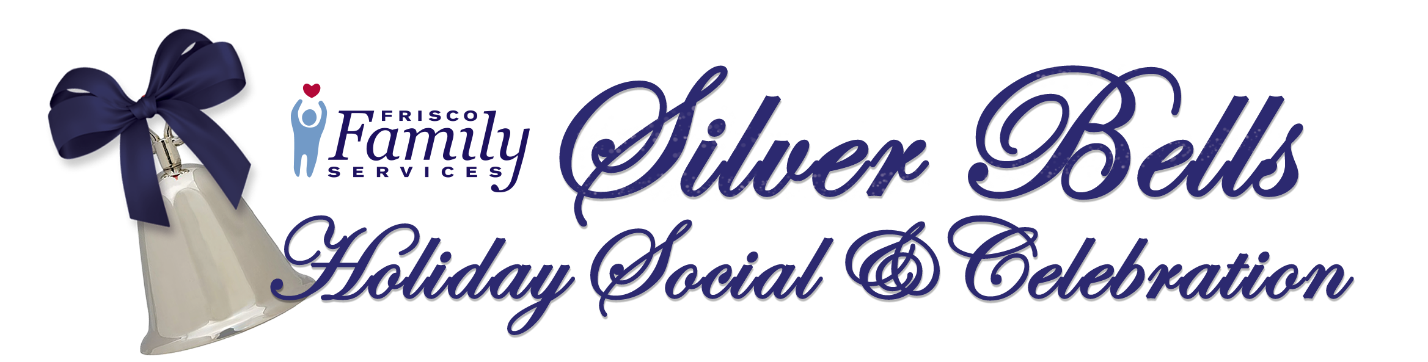 FRISCO
Family
SERVICES
Silver Bells
Holiday Social & Celebration